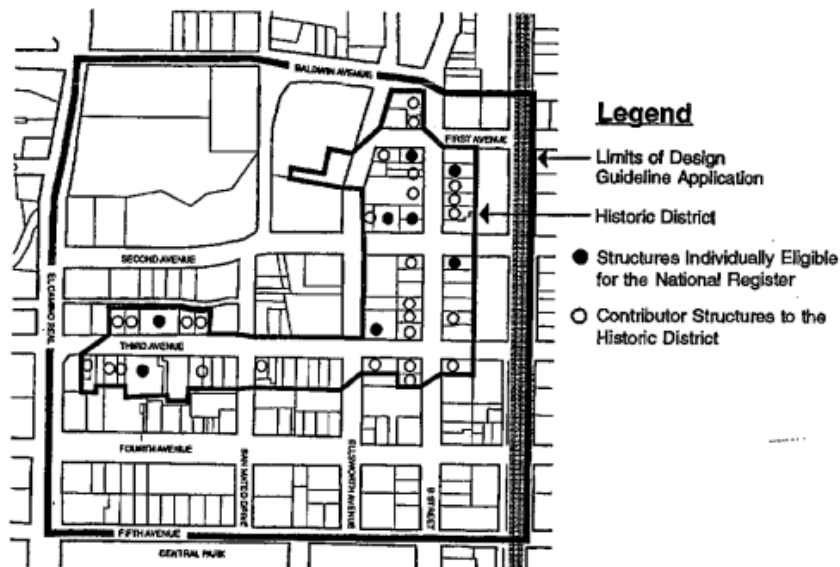 BALDWIN AVENUE
FIRST AVENUE
SECOND AVENUE
EL CAMINO REAL
THIRD AVENUE
FOURTH AVENUE
SAN MATEO DRIVE
ELLSWORTH AVENUE
B STREET
FIFTH AVENUE
CENTRAL PARK
Legend
Limits of Design
Guideline Application
Historic District
Structures Individually Eligible
for the National Register
Contributor Structures to the
Historic District